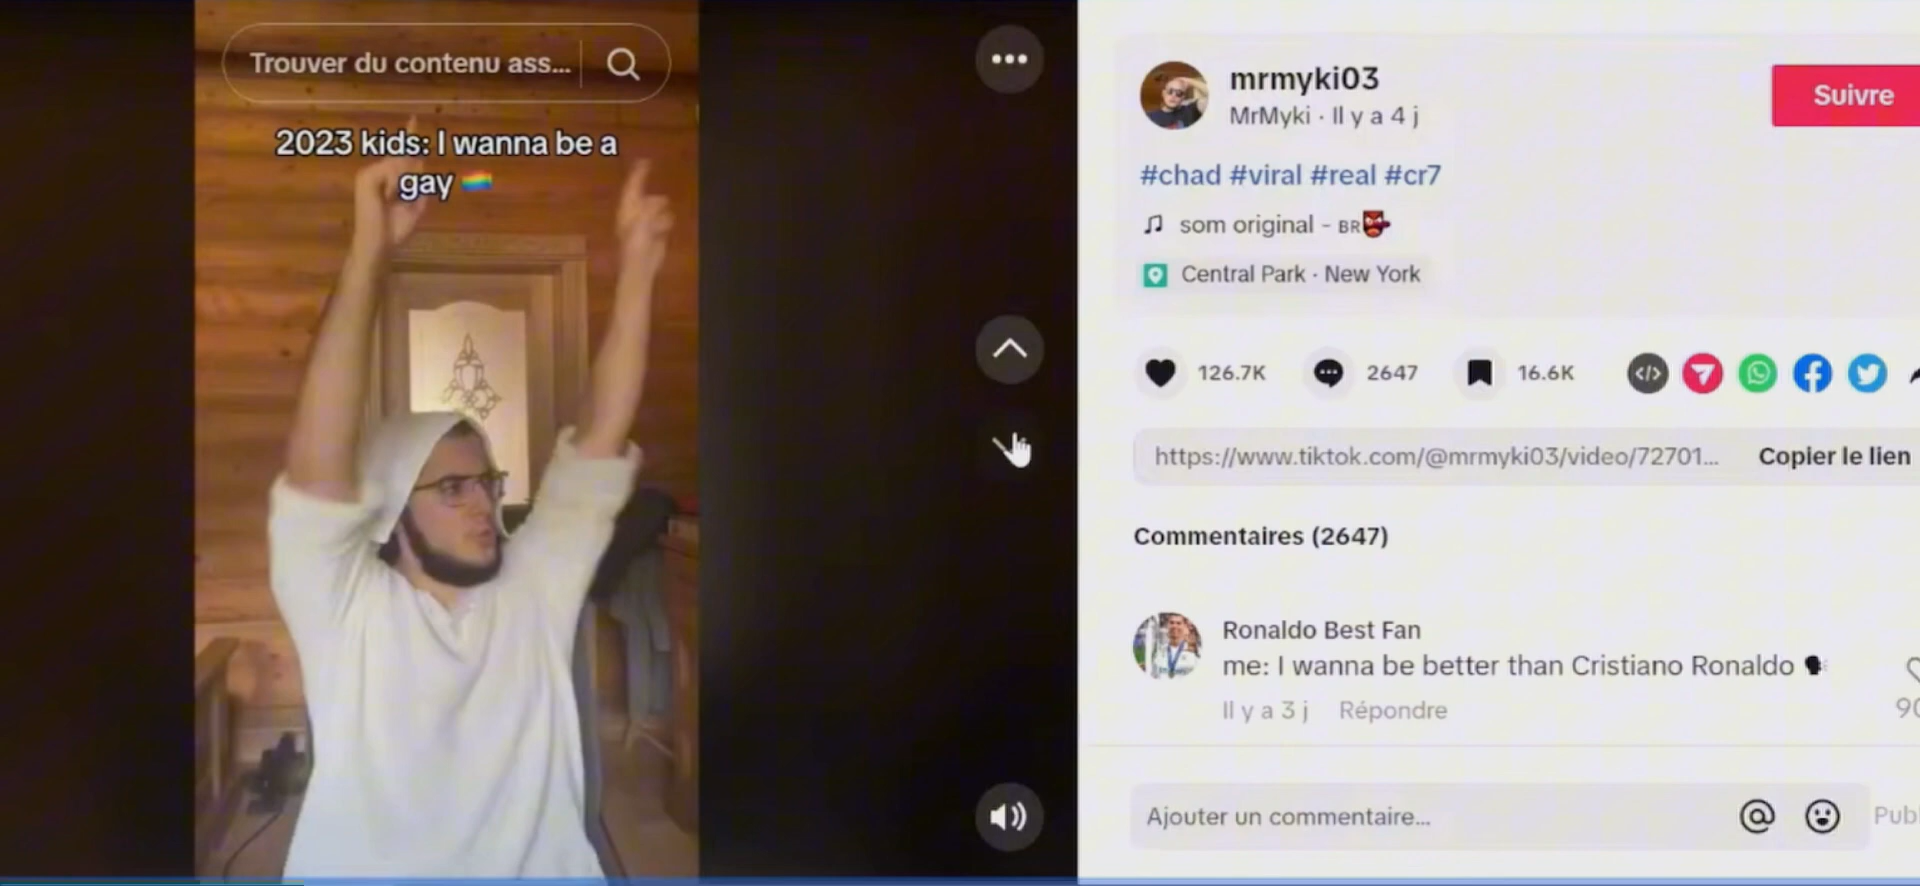 Trouver du contenu ass...
2023 kids: I wanna be a
gay
mrmyki03
MrMyki · Il y a 4 j
Suivre
#chad #viral #real #cr7
som original - BR
Central Park · New York
126.7K
2647
16.6K
https://www.tiktok.com/@mrmyki03/video/72701...
Copier le lien
Commentaires (2647)
Ronaldo Best Fan
me: I wanna be better than Cristiano Ronaldo
Il y a 3 j
Répondre
90
Ajouter un commentaire...
Publ